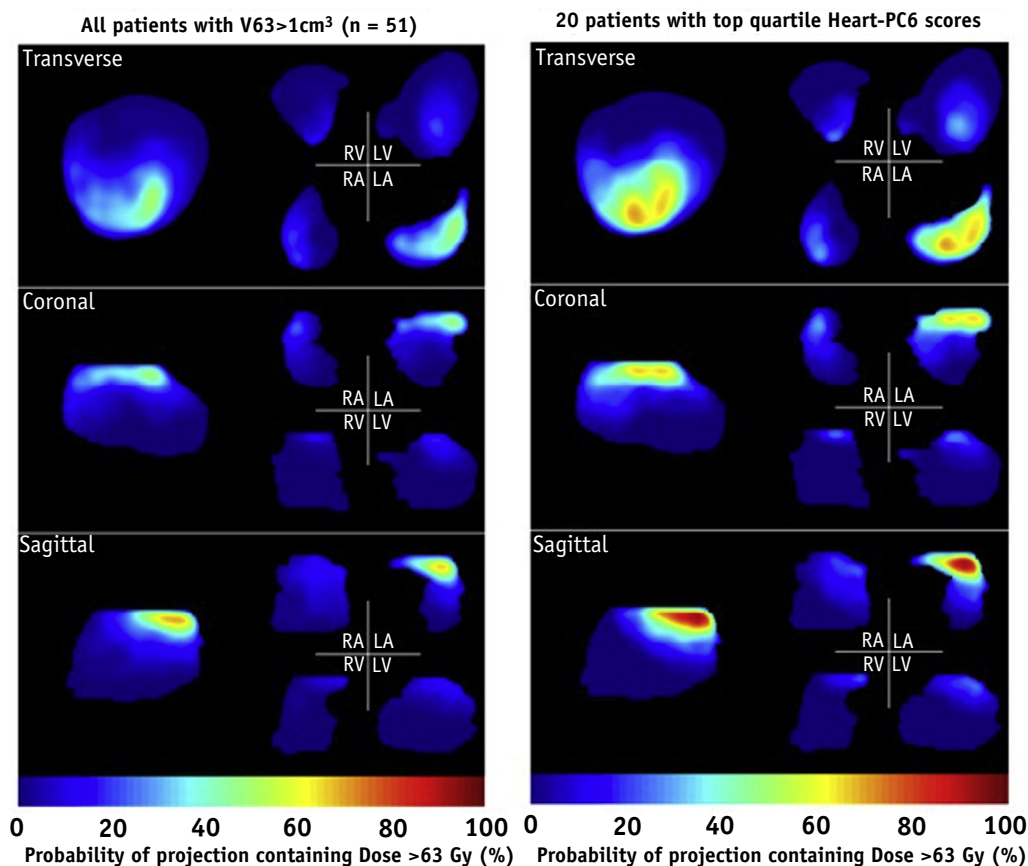 All patients with V63>1cm³ (n = 51)
Transverse
RV LV
RA LA
Coronal
RA LA
RV LV
Sagittal
RA LA
RV LV
0 20 40 60 80 100
Probability of projection containing Dose >63 Gy (%)
20 patients with top quartile Heart-PC6 scores
Transverse
RV LV
RA LA
Coronal
RA LA
RV LV
Sagittal
RA LA
RV LV
0 20 40 60 80 100
Probability of projection containing Dose >63 Gy (%)